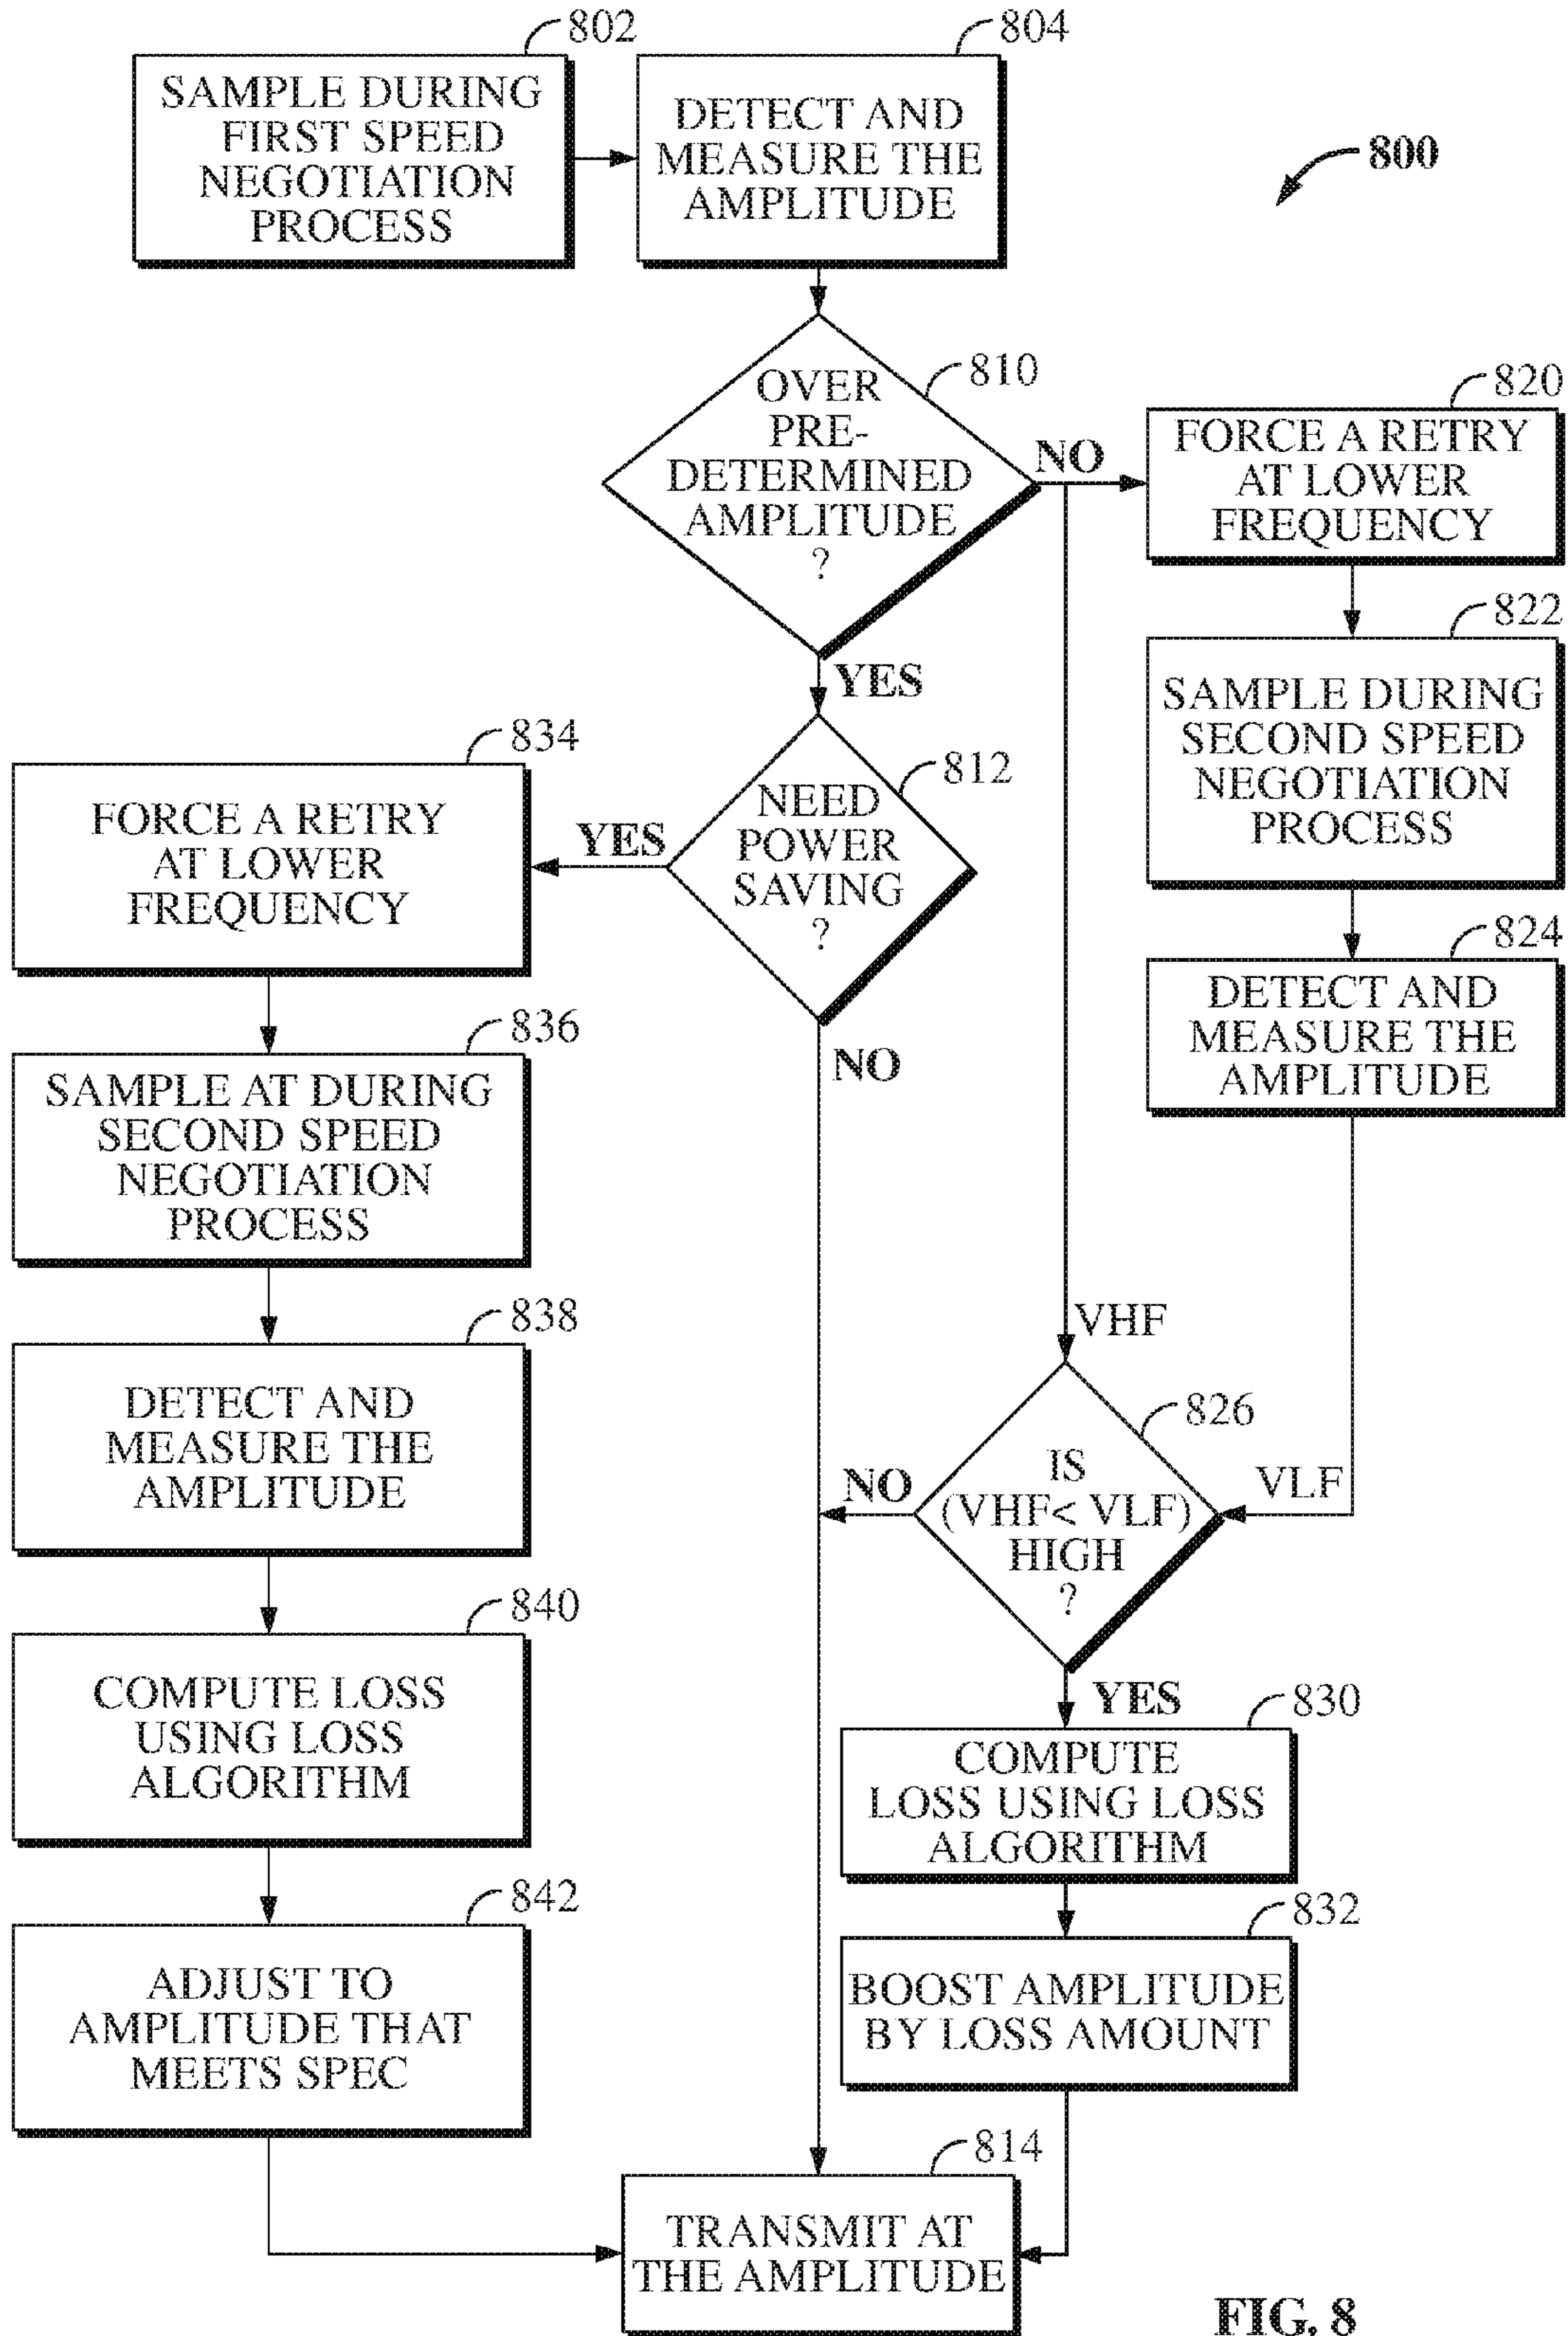 802
SAMPLE DURING
FIRST SPEED
NEGOTIATION
PROCESS
804
DETECT AND
MEASURE THE
AMPLITUDE
800
810
OVER
PRE-
DETERMINED
AMPLITUDE
?
NO
YES
820
FORCE A RETRY
AT LOWER
FREQUENCY
822
SAMPLE DURING
SECOND SPEED
NEGOTIATION
PROCESS
824
DETECT AND
MEASURE THE
AMPLITUDE
812
NEED
POWER
SAVING
?
YES
NO
834
FORCE A RETRY
AT LOWER
FREQUENCY
836
SAMPLE AT DURING
SECOND SPEED
NEGOTIATION
PROCESS
838
DETECT AND
MEASURE THE
AMPLITUDE
840
COMPUTE LOSS
USING LOSS
ALGORITHM
842
ADJUST TO
AMPLITUDE THAT
MEETS SPEC
VHF
VLF
826
IS
(VHF< VLF)
HIGH
?
NO
YES
830
COMPUTE
LOSS USING LOSS
ALGORITHM
832
BOOST AMPLITUDE
BY LOSS AMOUNT
814
TRANSMIT AT
THE AMPLITUDE
FIG. 8